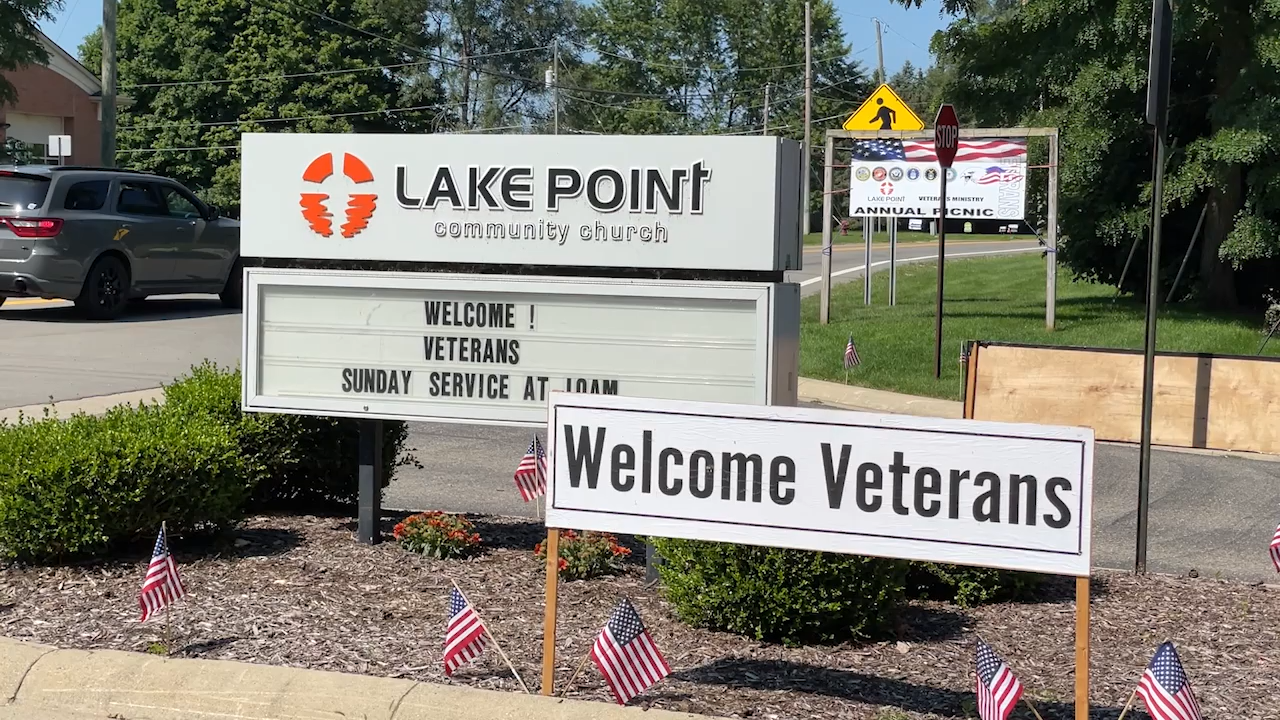 LAKE POINT
community church
WELCOME !
VETERANS
SUNDAY SERVICE AT 10AM
Welcome Veterans
STOP
LAKE POINT
VETERANS MINISTRY
ANNUAL PICNIC
VETERANS